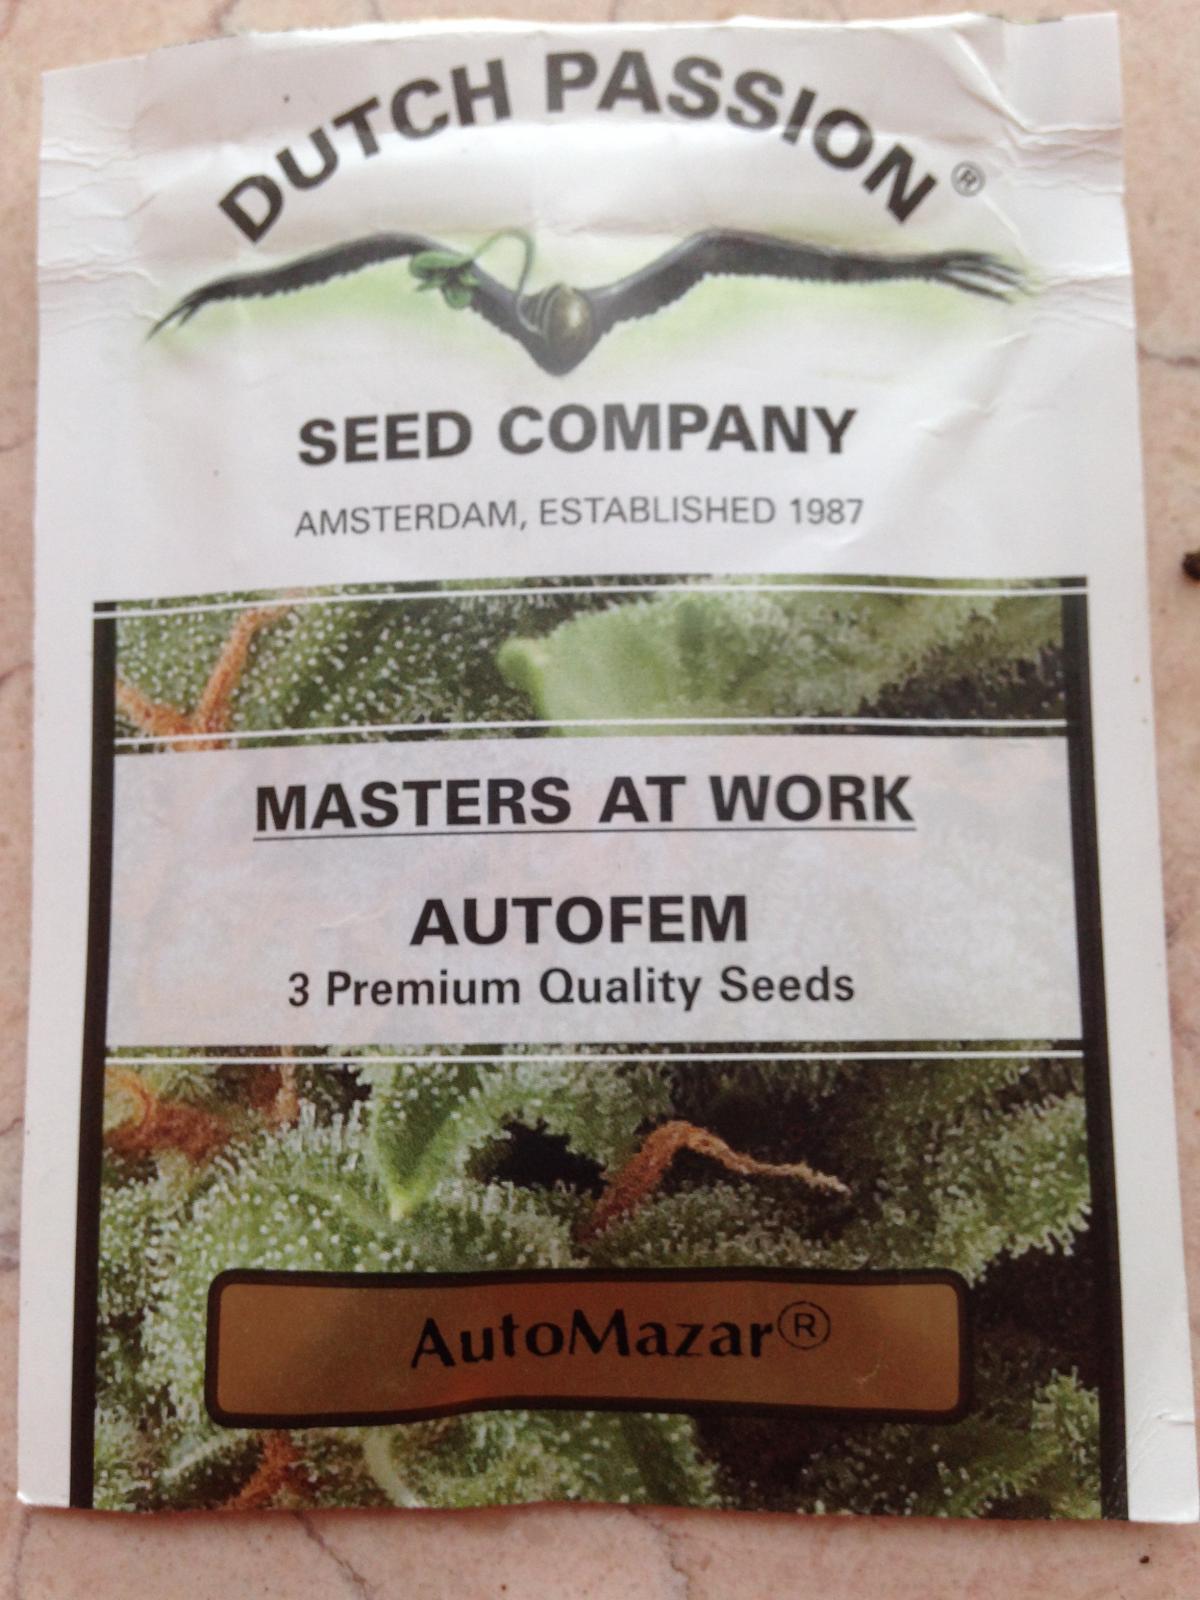 DUTCH PASSION®
SEED COMPANY
AMSTERDAM, ESTABLISHED 1987
MASTERS AT WORK
AUTOFEM
3 Premium Quality Seeds
AutoMazar®